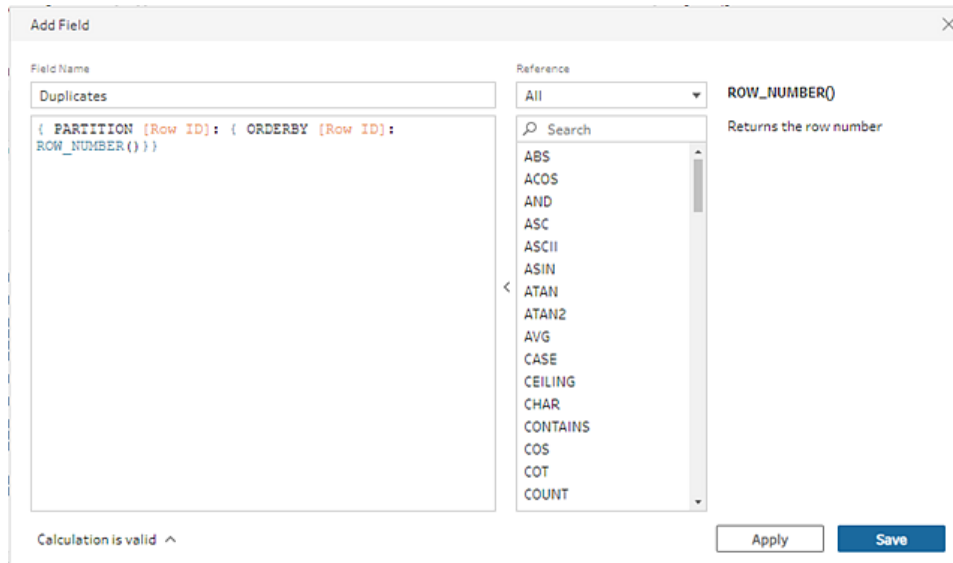 Add Field
Field Name
Duplicates
{ PARTITION [Row ID]: { ORDERBY [Row ID]:
ROW_NUMBER()}}
Reference
All
Search
ABS
ACOS
AND
ASC
ASCII
ASIN
ATAN
ATAN2
AVG
CASE
CEILING
CHAR
CONTAINS
COS
COT
COUNT
ROW_NUMBER()
Returns the row number
Calculation is valid
Apply
Save